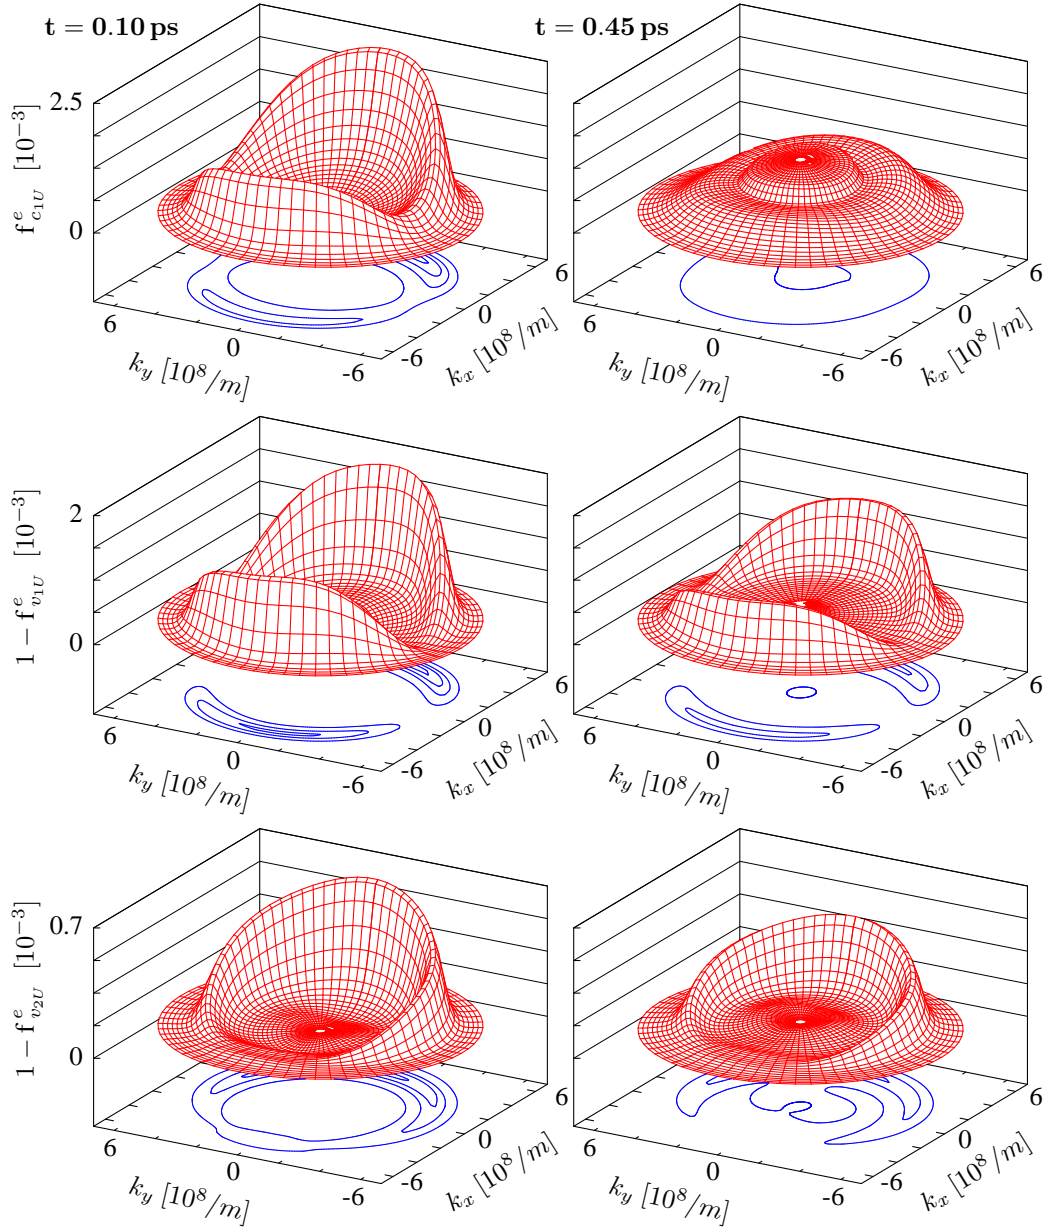 t = 0.10 ps
t = 0.45 ps
f^e_{c1U} [10^{-3}]
2.5
0
6
0
-6
k_y [10^8/m]
6
0
-6
k_x [10^8/m]
6
0
-6
k_y [10^8/m]
6
0
-6
k_x [10^8/m]
1 − f^e_{v1U} [10^{-3}]
2
0
6
0
-6
k_y [10^8/m]
6
0
-6
k_x [10^8/m]
6
0
-6
k_y [10^8/m]
6
0
-6
k_x [10^8/m]
1 − f^e_{v2U} [10^{-3}]
0.7
0
6
0
-6
k_y [10^8/m]
6
0
-6
k_x [10^8/m]
6
0
-6
k_y [10^8/m]
6
0
-6
k_x [10^8/m]